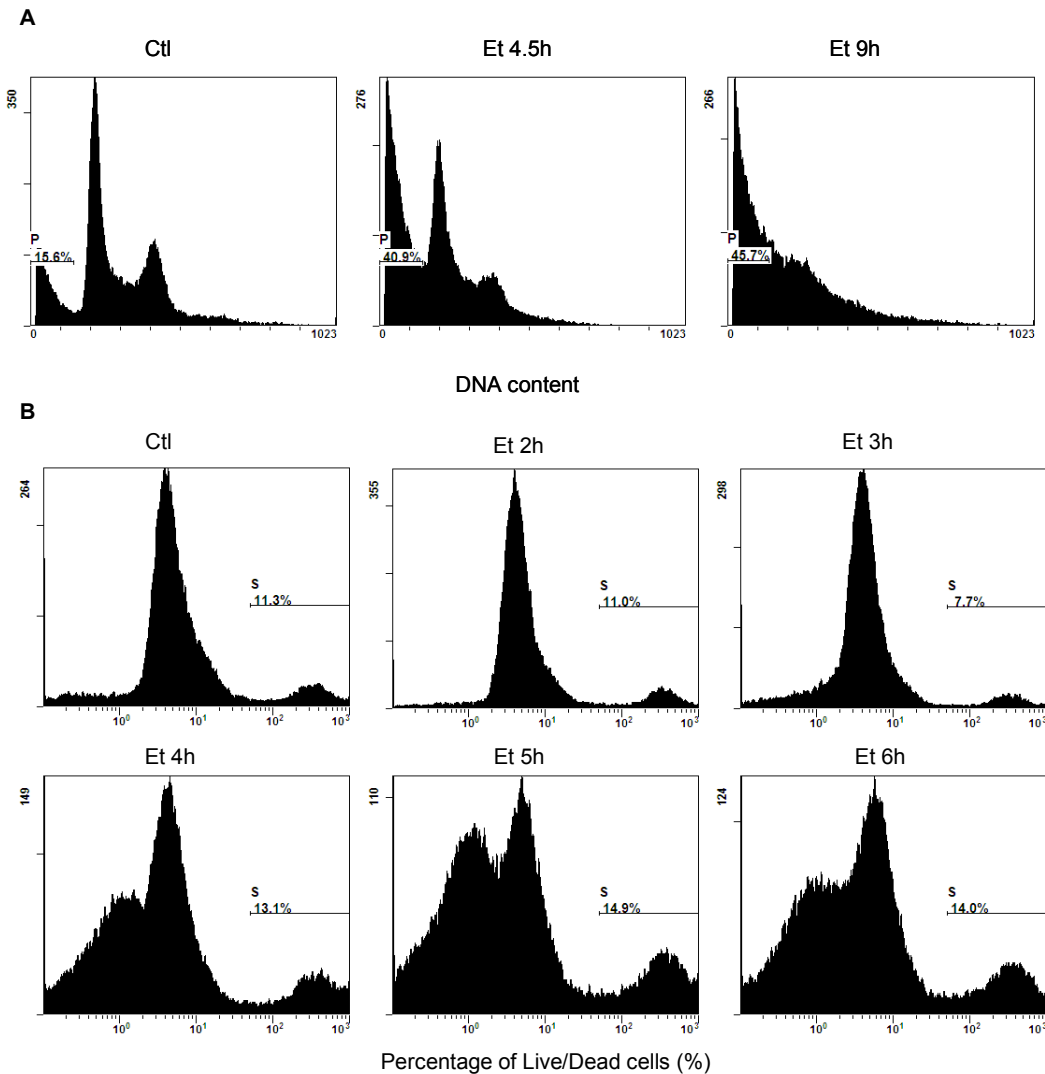 A
Ctl Et 4.5h Et 9h
350 276 266
P P P
15.6% 40.9% 45.7%
0 1023 0 1023 0 1023
DNA content
B
Ctl Et 2h Et 3h
264 355 298
S S S
11.3% 11.0% 7.7%
10⁰ 10¹ 10² 10³ 10⁰ 10¹ 10² 10³ 10⁰ 10¹ 10² 10³
Et 4h Et 5h Et 6h
149 110 124
S S S
13.1% 14.9% 14.0%
10⁰ 10¹ 10² 10³ 10⁰ 10¹ 10² 10³ 10⁰ 10¹ 10² 10³
Percentage of Live/Dead cells (%)